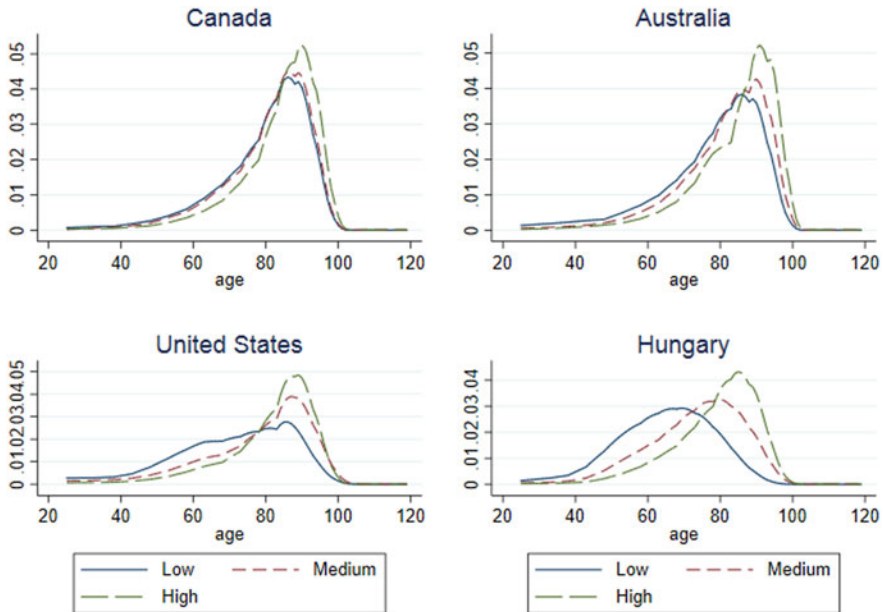 Canada
.05
.04
.03
.02
.01
0
20 40 60 80 100 120
age
Australia
.05
.04
.03
.02
.01
0
20 40 60 80 100 120
age
United States
0 .01.02.03.04.05
20 40 60 80 100 120
age
Hungary
0 .01.02.03.04
20 40 60 80 100 120
age
Low Medium
High
Low Medium
High